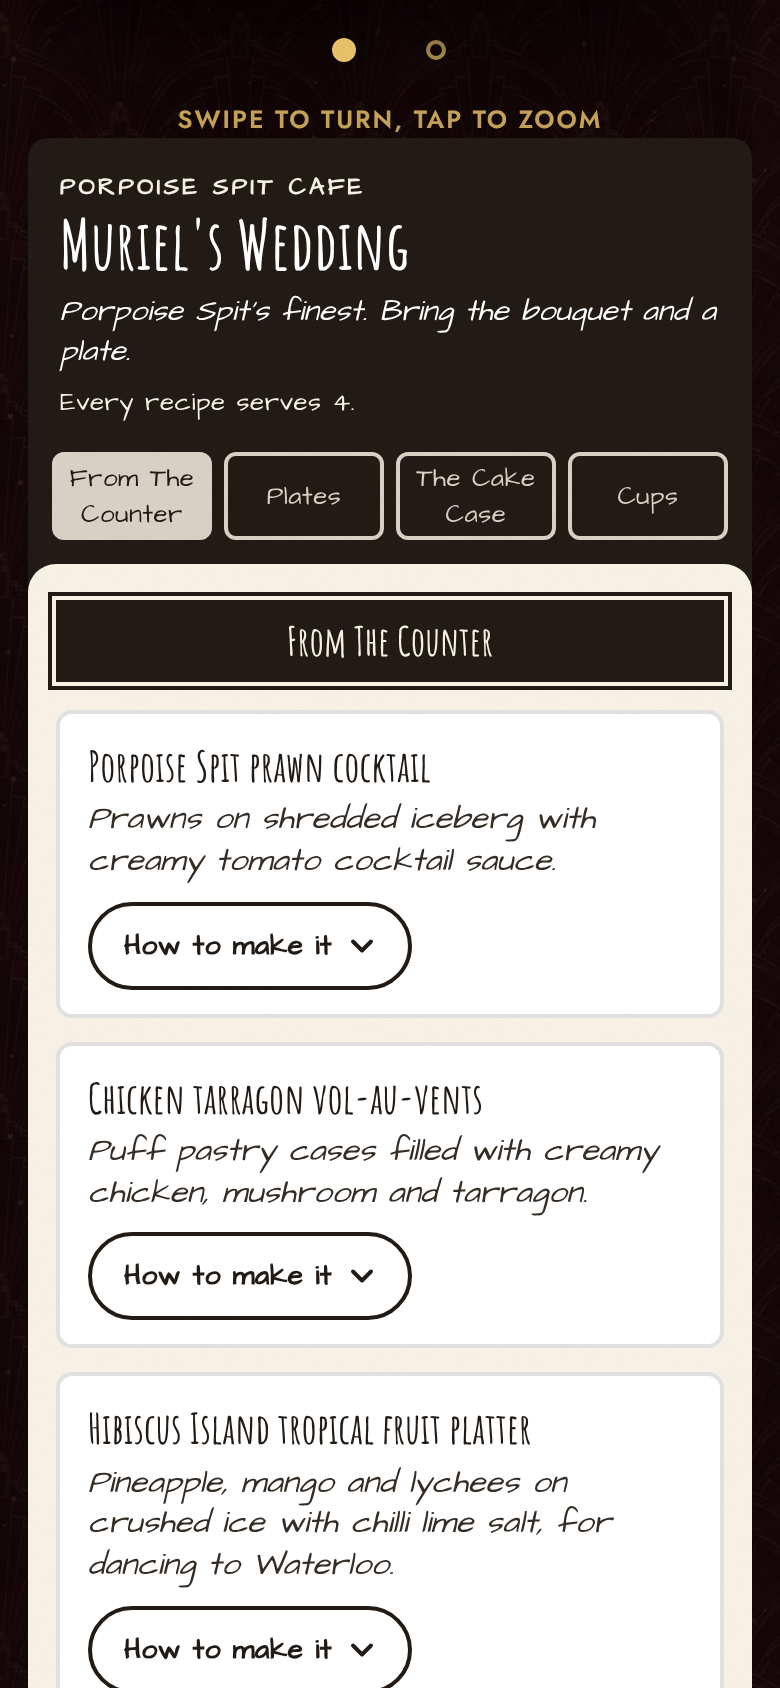 SWIPE TO TURN, TAP TO ZOOM
PORPOISE SPIT CAFE
Muriel's Wedding
Porpoise Spit's finest. Bring the bouquet and a
plate.
Every recipe serves 4.
From The
Counter
Plates
The Cake
Case
Cups
From The Counter
Porpoise Spit prawn cocktail
Prawns on shredded iceberg with
creamy tomato cocktail sauce.
How to make it
Chicken tarragon vol-au-vents
Puff pastry cases filled with creamy
chicken, mushroom and tarragon.
How to make it
Hibiscus Island tropical fruit platter
Pineapple, mango and lychees on
crushed ice with chilli lime salt, for
dancing to Waterloo.
How to make it